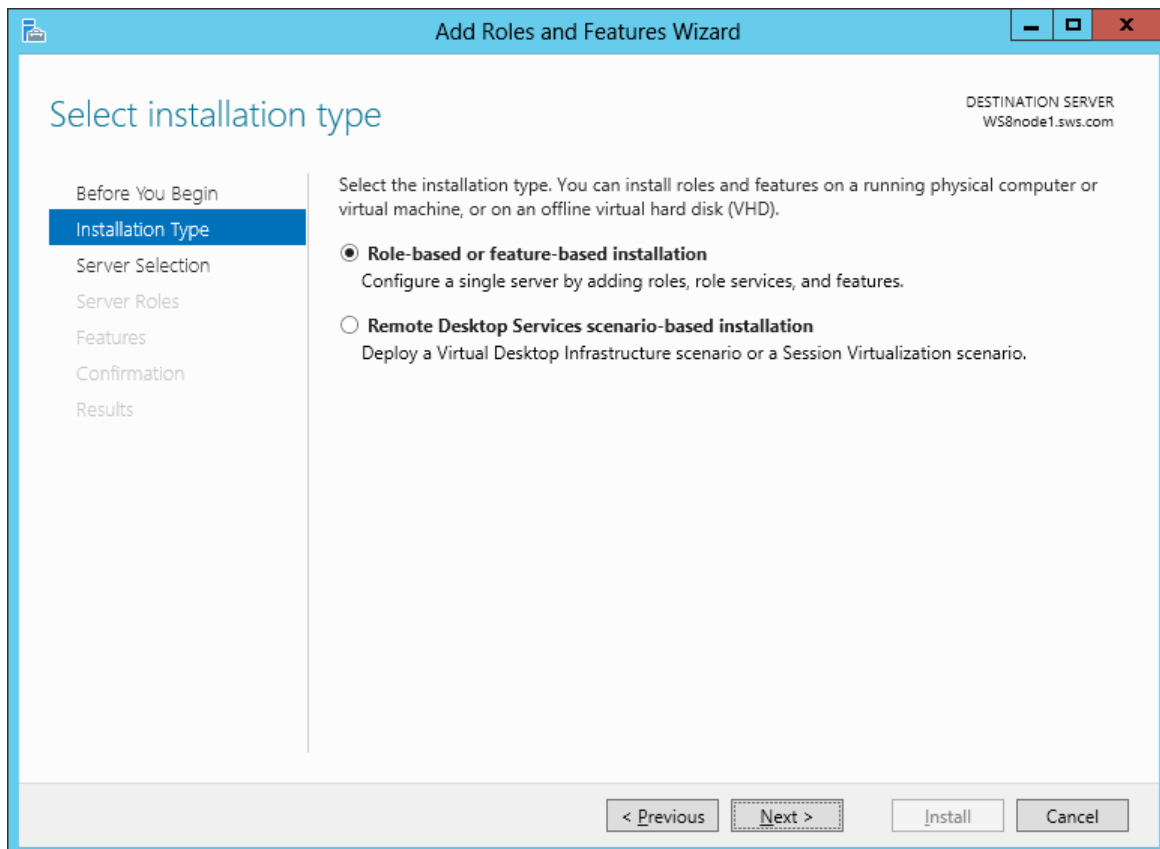 Add Roles and Features Wizard
Select installation type
DESTINATION SERVER
WS8node1.sws.com
Before You Begin
Installation Type
Server Selection
Server Roles
Features
Confirmation
Results
Select the installation type. You can install roles and features on a running physical computer or
virtual machine, or on an offline virtual hard disk (VHD).
Role-based or feature-based installation
Configure a single server by adding roles, role services, and features.
Remote Desktop Services scenario-based installation
Deploy a Virtual Desktop Infrastructure scenario or a Session Virtualization scenario.
< Previous
Next >
Install
Cancel